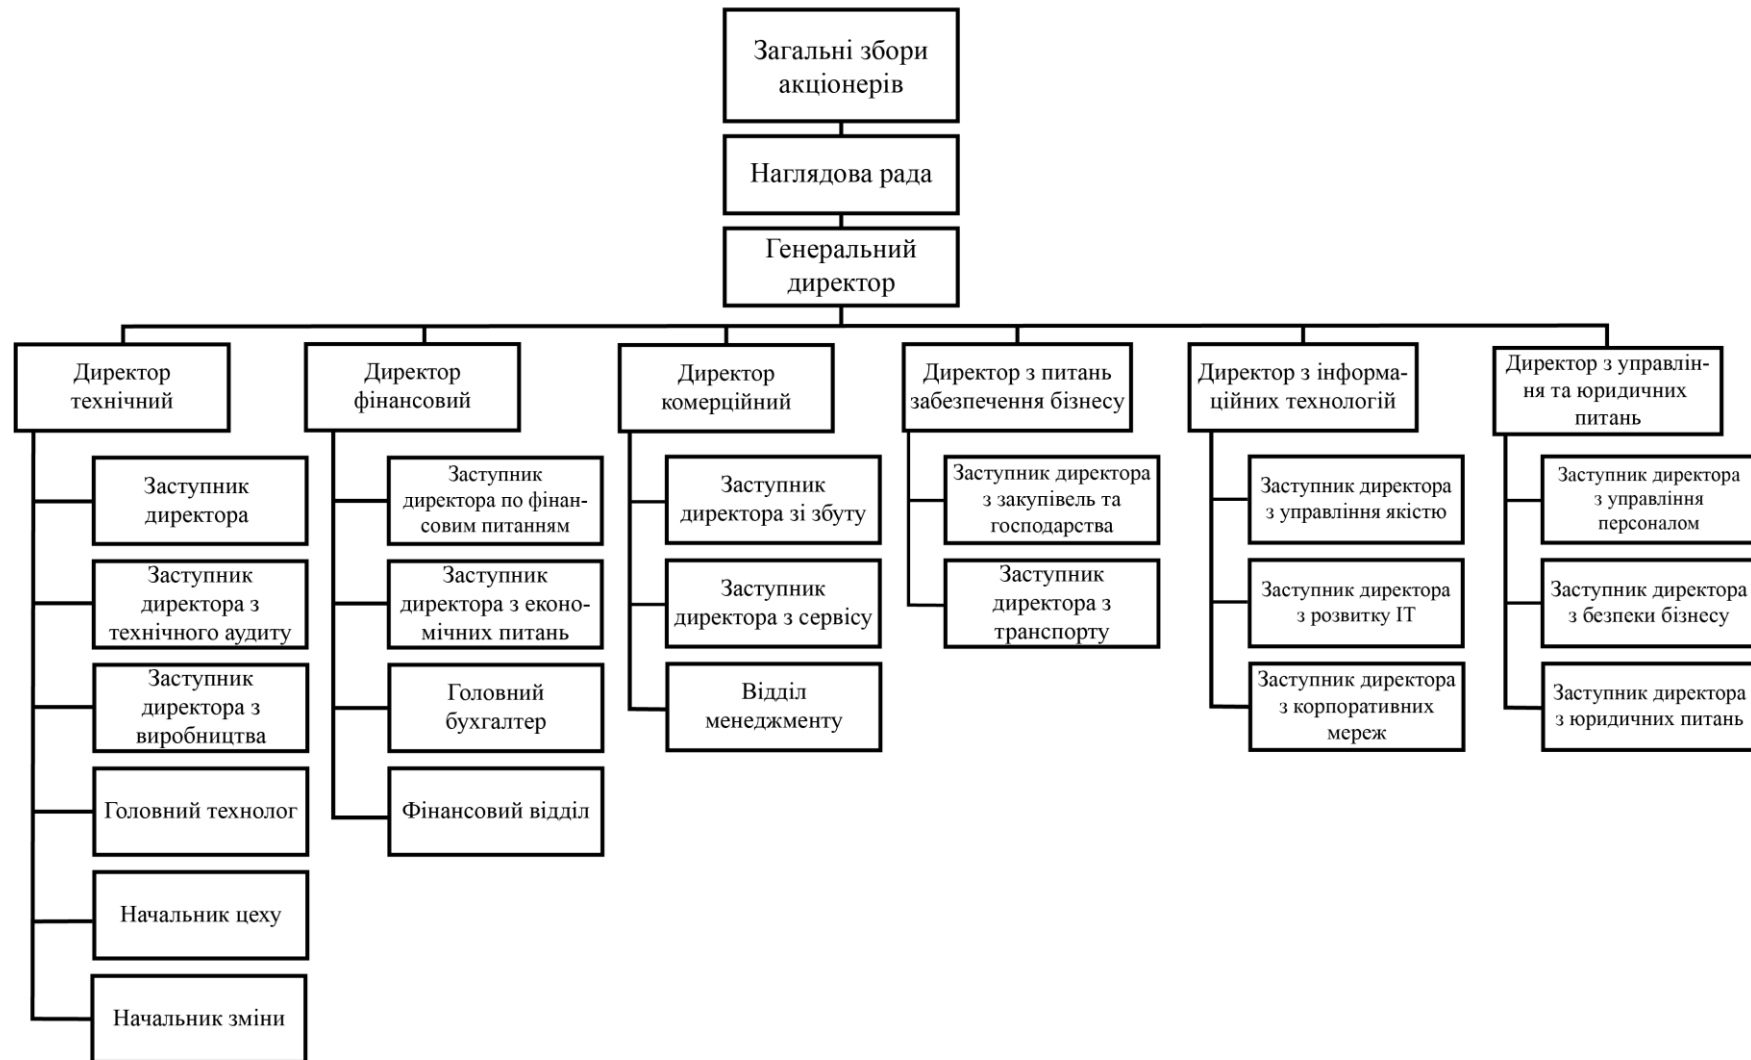 Загальні збори
акціонерів
Наглядова рада
Генеральний
директор
Директор
технічний
Заступник
директора
Заступник
директора з
технічного аудиту
Заступник
директора з
виробництва
Головний технолог
Начальник цеху
Начальник зміни
Директор
фінансовий
Заступник
директора по фінан-
совим питанням
Заступник
директора з еконо-
мічних питань
Головний
бухгалтер
Фінансовий відділ
Директор
комерційний
Заступник
директора зі збуту
Заступник
директора з сервісу
Відділ
менеджменту
Директор з питань
забезпечення бізнесу
Заступник директора
з закупівель та
господарства
Заступник
директора з
транспорту
Директор з інформа-
ційних технологій
Заступник директора
з управління якістю
Заступник директора
з розвитку ІТ
Заступник директора
з корпоративних
мереж
Директор з управлін-
ня та юридичних
питань
Заступник директора
з управління
персоналом
Заступник директора
з безпеки бізнесу
Заступник директора
з юридичних питань